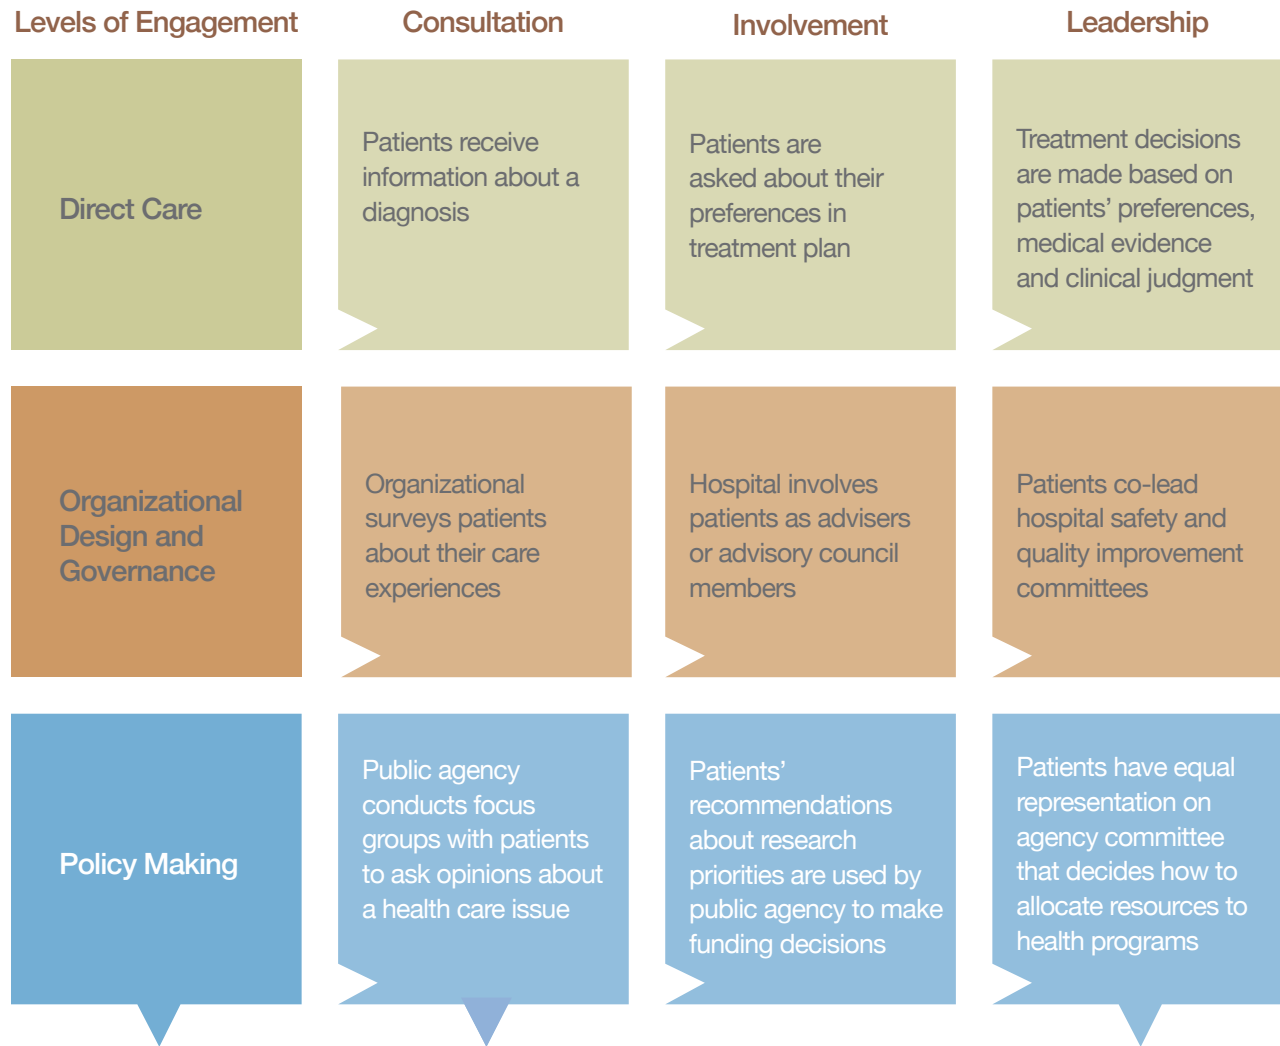 Levels of Engagement
Consultation
Involvement
Leadership
Direct Care
Patients receive
information about a
diagnosis
Patients are
asked about their
preferences in
treatment plan
Treatment decisions
are made based on
patients’ preferences,
medical evidence
and clinical judgment
Organizational
Design and
Governance
Organizational
surveys patients
about their care
experiences
Hospital involves
patients as advisers
or advisory council
members
Patients co-lead
hospital safety and
quality improvement
committees
Policy Making
Public agency
conducts focus
groups with patients
to ask opinions about
a health care issue
Patients’
recommendations
about research
priorities are used by
public agency to make
funding decisions
Patients have equal
representation on
agency committee
that decides how to
allocate resources to
health programs